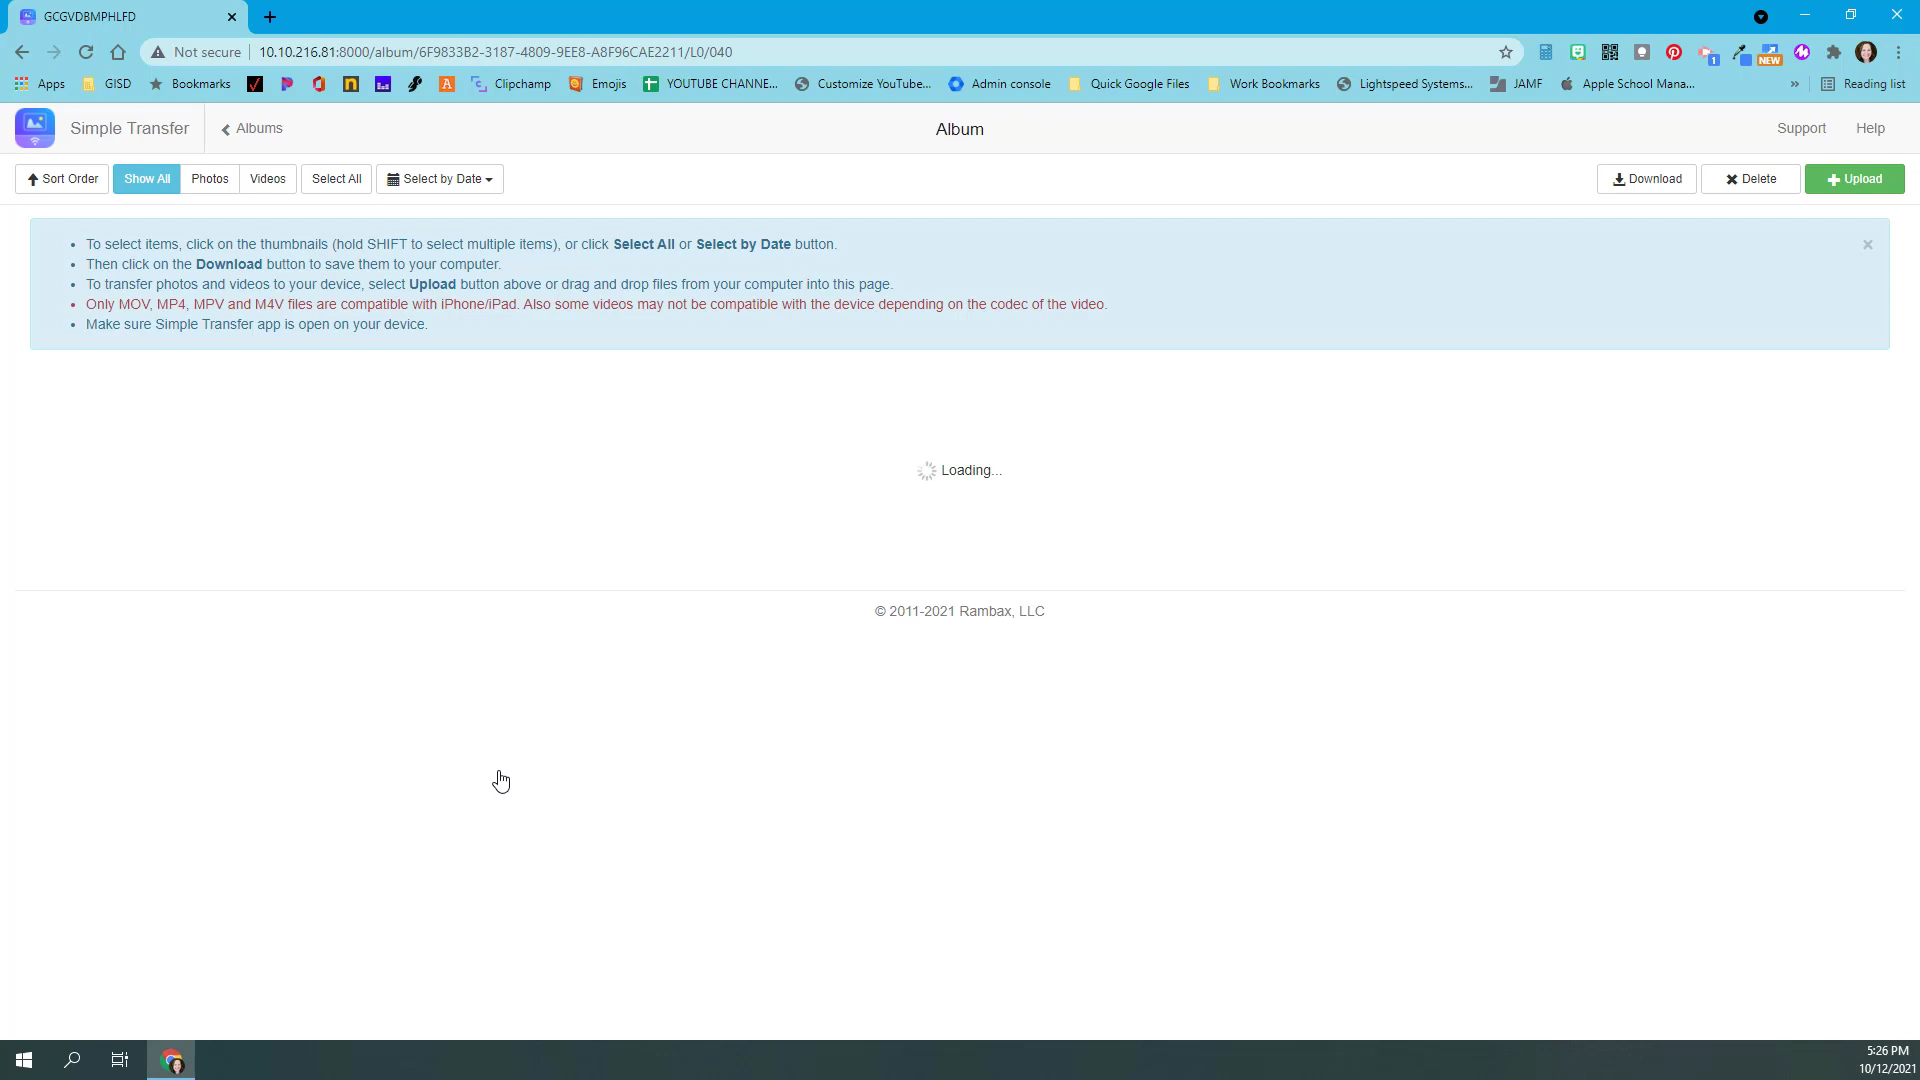 GCGVDBMPHLFD
Not secure 10.10.216.81:8000/album/6F9833B2-3187-4809-9EE8-A8F96CAE2211/L0/040
1 NEW
Apps GISD Bookmarks Clipchamp Emojis YOUTUBE CHANNE... Customize YouTube... Admin console Quick Google Files Work Bookmarks Lightspeed Systems... JAMF Apple School Mana... » Reading list
Simple Transfer Albums Album Support Help
Sort Order Show All Photos Videos Select All Select by Date Download Delete Upload
• To select items, click on the thumbnails (hold SHIFT to select multiple items), or click Select All or Select by Date button.
• Then click on the Download button to save them to your computer.
• To transfer photos and videos to your device, select Upload button above or drag and drop files from your computer into this page.
• Only MOV, MP4, MPV and M4V files are compatible with iPhone/iPad. Also some videos may not be compatible with the device depending on the codec of the video.
• Make sure Simple Transfer app is open on your device.
Loading...
© 2011-2021 Rambax, LLC
5:26 PM
10/12/2021